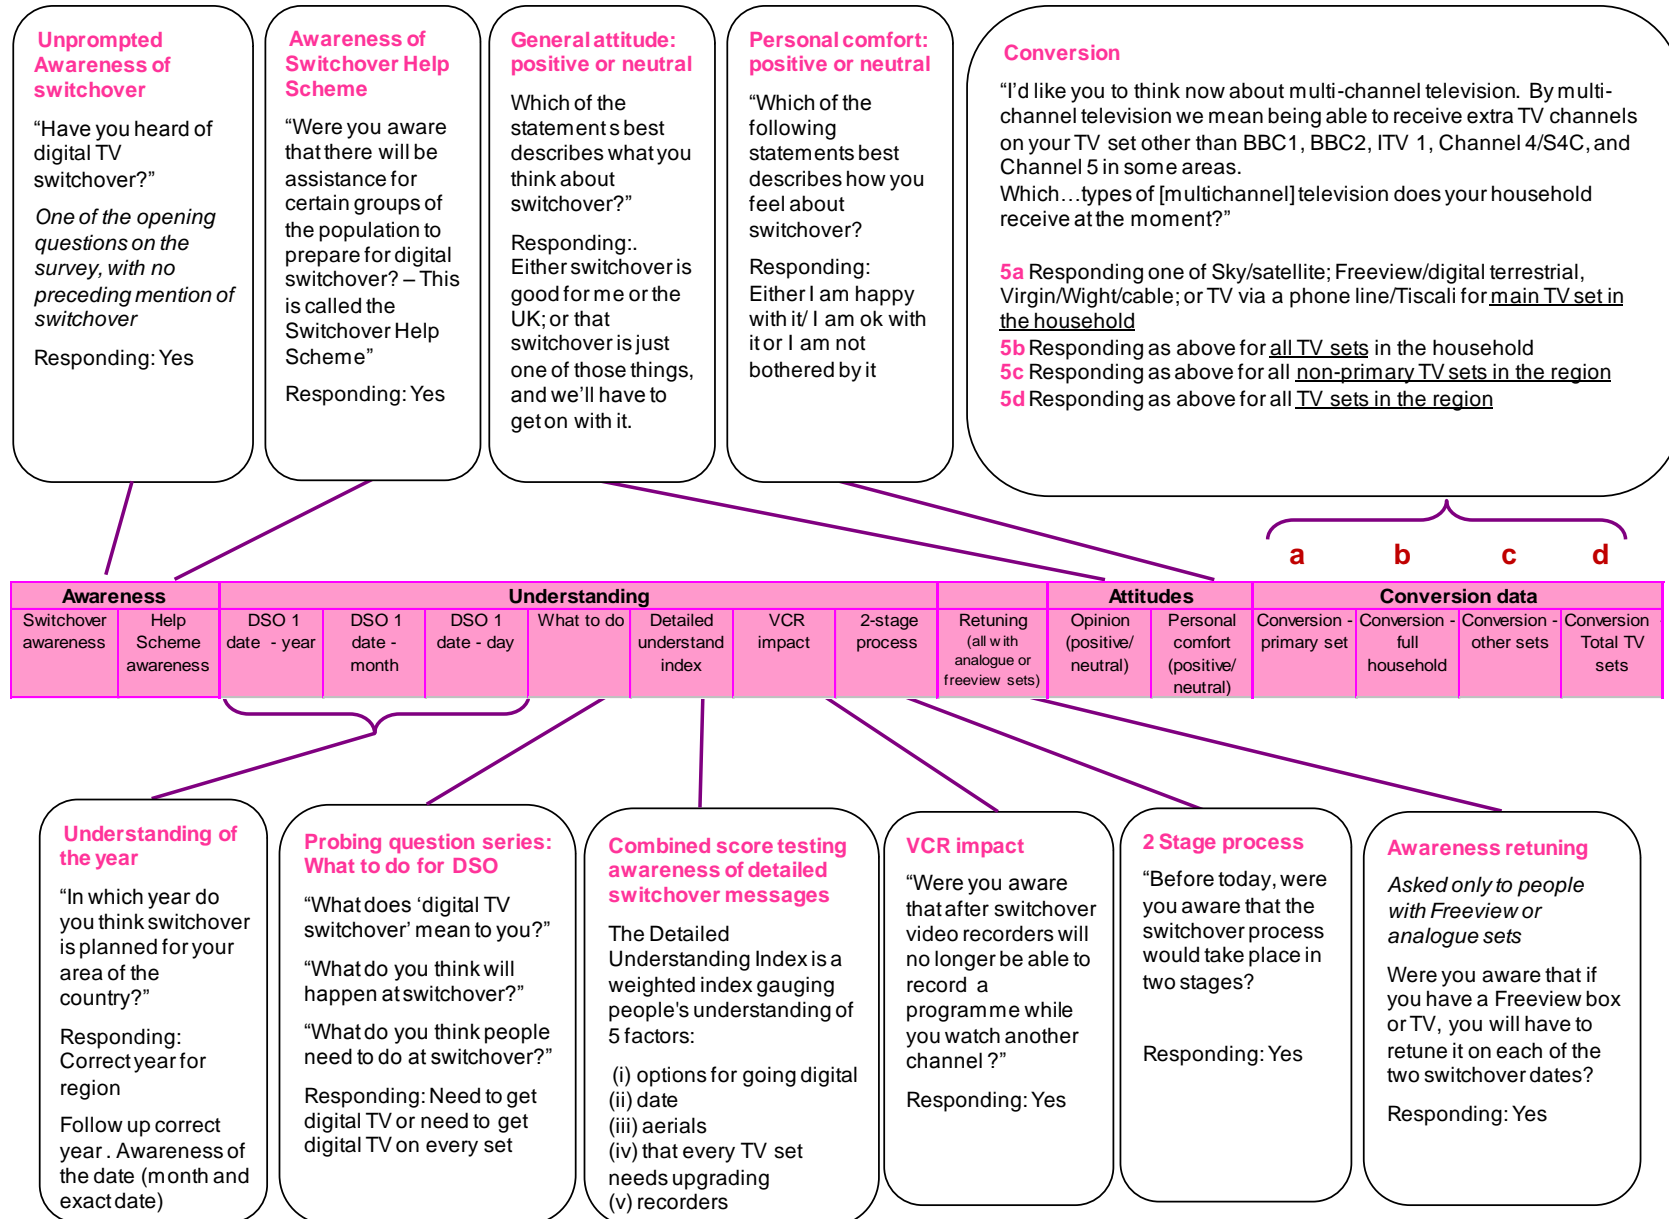 Unprompted
Awareness of
switchover
“Have you heard of
digital TV
switchover?”
One of the opening
questions on the
survey, with no
preceding mention of
switchover
Responding: Yes
Awareness of
Switchover Help
Scheme
“Were you aware
that there will be
assistance for
certain groups of
the population to
prepare for digital
switchover? – This
is called the
Switchover Help
Scheme”
Responding: Yes
General attitude:
positive or neutral
Which of the
statements best
describes what you
think about
switchover?”
Responding:.
Either switchover is
good for me or the
UK; or that
switchover is just
one of those things,
and we’ll have to
get on with it.
Personal comfort:
positive or neutral
“Which of the
following
statements best
describes how you
feel about
switchover?
Responding:
Either I am happy
with it/ I am ok with
it or I am not
bothered by it
Conversion
“I’d like you to think now about multi-channel television. By multi-
channel television we mean being able to receive extra TV channels
on your TV set other than BBC1, BBC2, ITV 1, Channel 4/S4C, and
Channel 5 in some areas.
Which…types of [multichannel] television does your household
receive at the moment?”
5a Responding one of Sky/satellite; Freeview/digital terrestrial,
Virgin/Wight/cable; or TV via a phone line/Tiscali for main TV set in
the household
5b Responding as above for all TV sets in the household
5c Responding as above for all non-primary TV sets in the region
5d Responding as above for all TV sets in the region
a b c d
Awareness Understanding Attitudes Conversion data
Switchover
awareness
Help
Scheme
awareness
DSO 1
date - year
DSO 1
date -
month
DSO 1
date - day
What to do
Detailed
understand
index
VCR
impact
2-stage
process
Retuning
(all with
analogue or
freeview sets)
Opinion
(positive/
neutral)
Personal
comfort
(positive/
neutral)
Conversion -
primary set
Conversion -
full
household
Conversion -
other sets
Conversion -
Total TV
sets
Understanding of
the year
“In which year do
you think switchover
is planned for your
area of the
country?”
Responding:
Correct year for
region
Follow up correct
year . Awareness of
the date (month and
exact date)
Probing question series:
What to do for DSO
“What does ‘digital TV
switchover’ mean to you?”
“What do you think will
happen at switchover?”
“What do you think people
need to do at switchover?”
Responding: Need to get
digital TV or need to get
digital TV on every set
Combined score testing
awareness of detailed
switchover messages
The Detailed
Understanding Index is a
weighted index gauging
people's understanding of
5 factors:
(i) options for going digital
(ii) date
(iii) aerials
(iv) that every TV set
needs upgrading
(v) recorders
VCR impact
“Were you aware
that after switchover
video recorders will
no longer be able to
record a
programme while
you watch another
channel ?”
Responding: Yes
2 Stage process
“Before today, were
you aware that the
switchover process
would take place in
two stages?
Responding: Yes
Awareness retuning
Asked only to people
with Freeview or
analogue sets
Were you aware that if
you have a Freeview box
or TV, you will have to
retune it on each of the
two switchover dates?
Responding: Yes